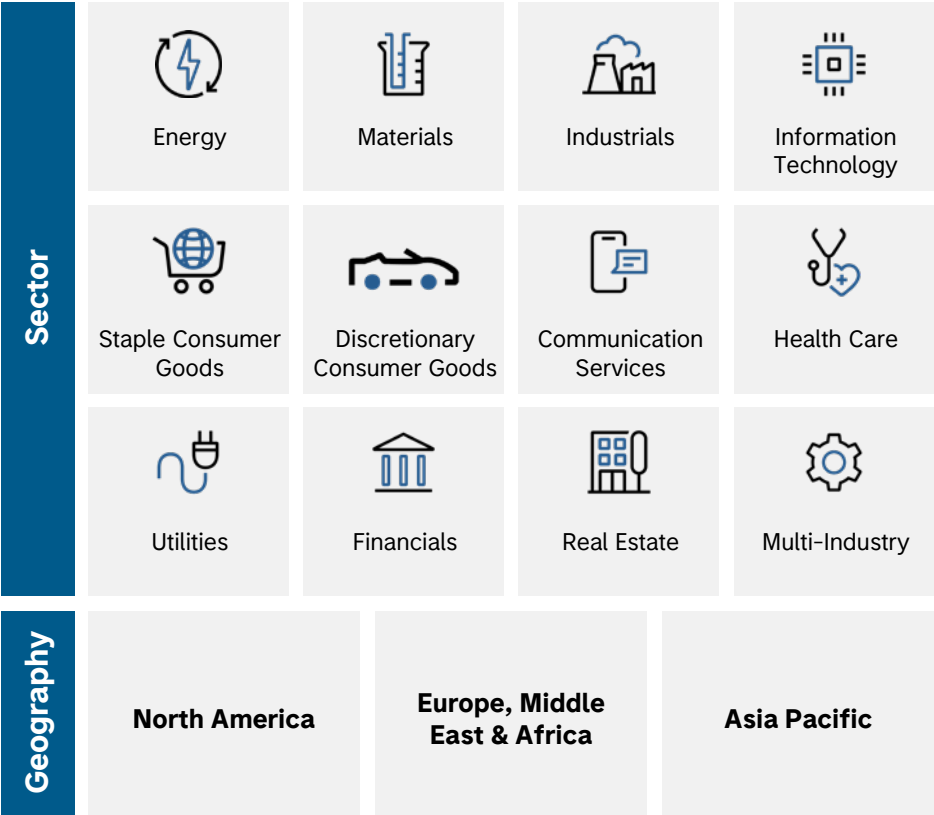 Sector
Energy
Materials
Industrials
Information
Technology
Staple Consumer
Goods
Discretionary
Consumer Goods
Communication
Services
Health Care
Utilities
Financials
Real Estate
Multi-Industry
Geography
North America
Europe, Middle
East & Africa
Asia Pacific